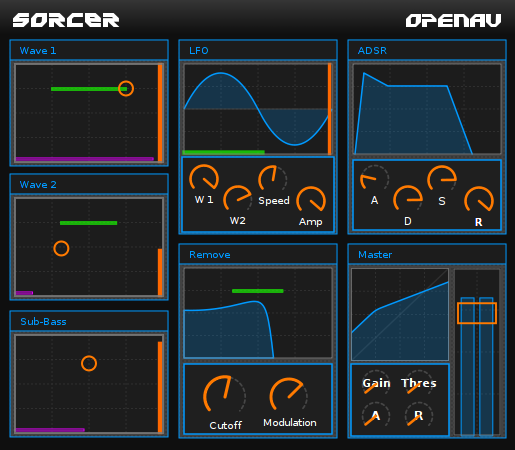 SORCER
OPENAV
Wave 1
LFO
ADSR
W 1
Speed
W2
Amp
A
S
D
R
Wave 2
Remove
Master
Sub-Bass
Cutoff
Modulation
Gain
Thres
A
R